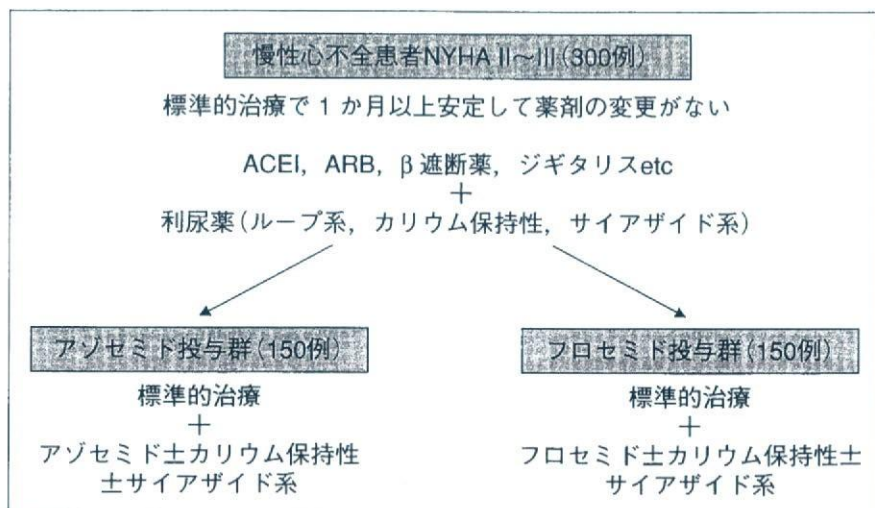 慢性心不全患者NYHA II～III（300例）
標準的治療で 1 か月以上安定して薬剤の変更がない
ACEI，ARB，β 遮断薬，ジギタリスetc
＋
利尿薬（ループ系，カリウム保持性，サイアザイド系）
アゾセミド投与群（150例）
標準的治療
＋
アゾセミド±カリウム保持性
±サイアザイド系
フロセミド投与群（150例）
標準的治療
＋
フロセミド±カリウム保持性±
サイアザイド系